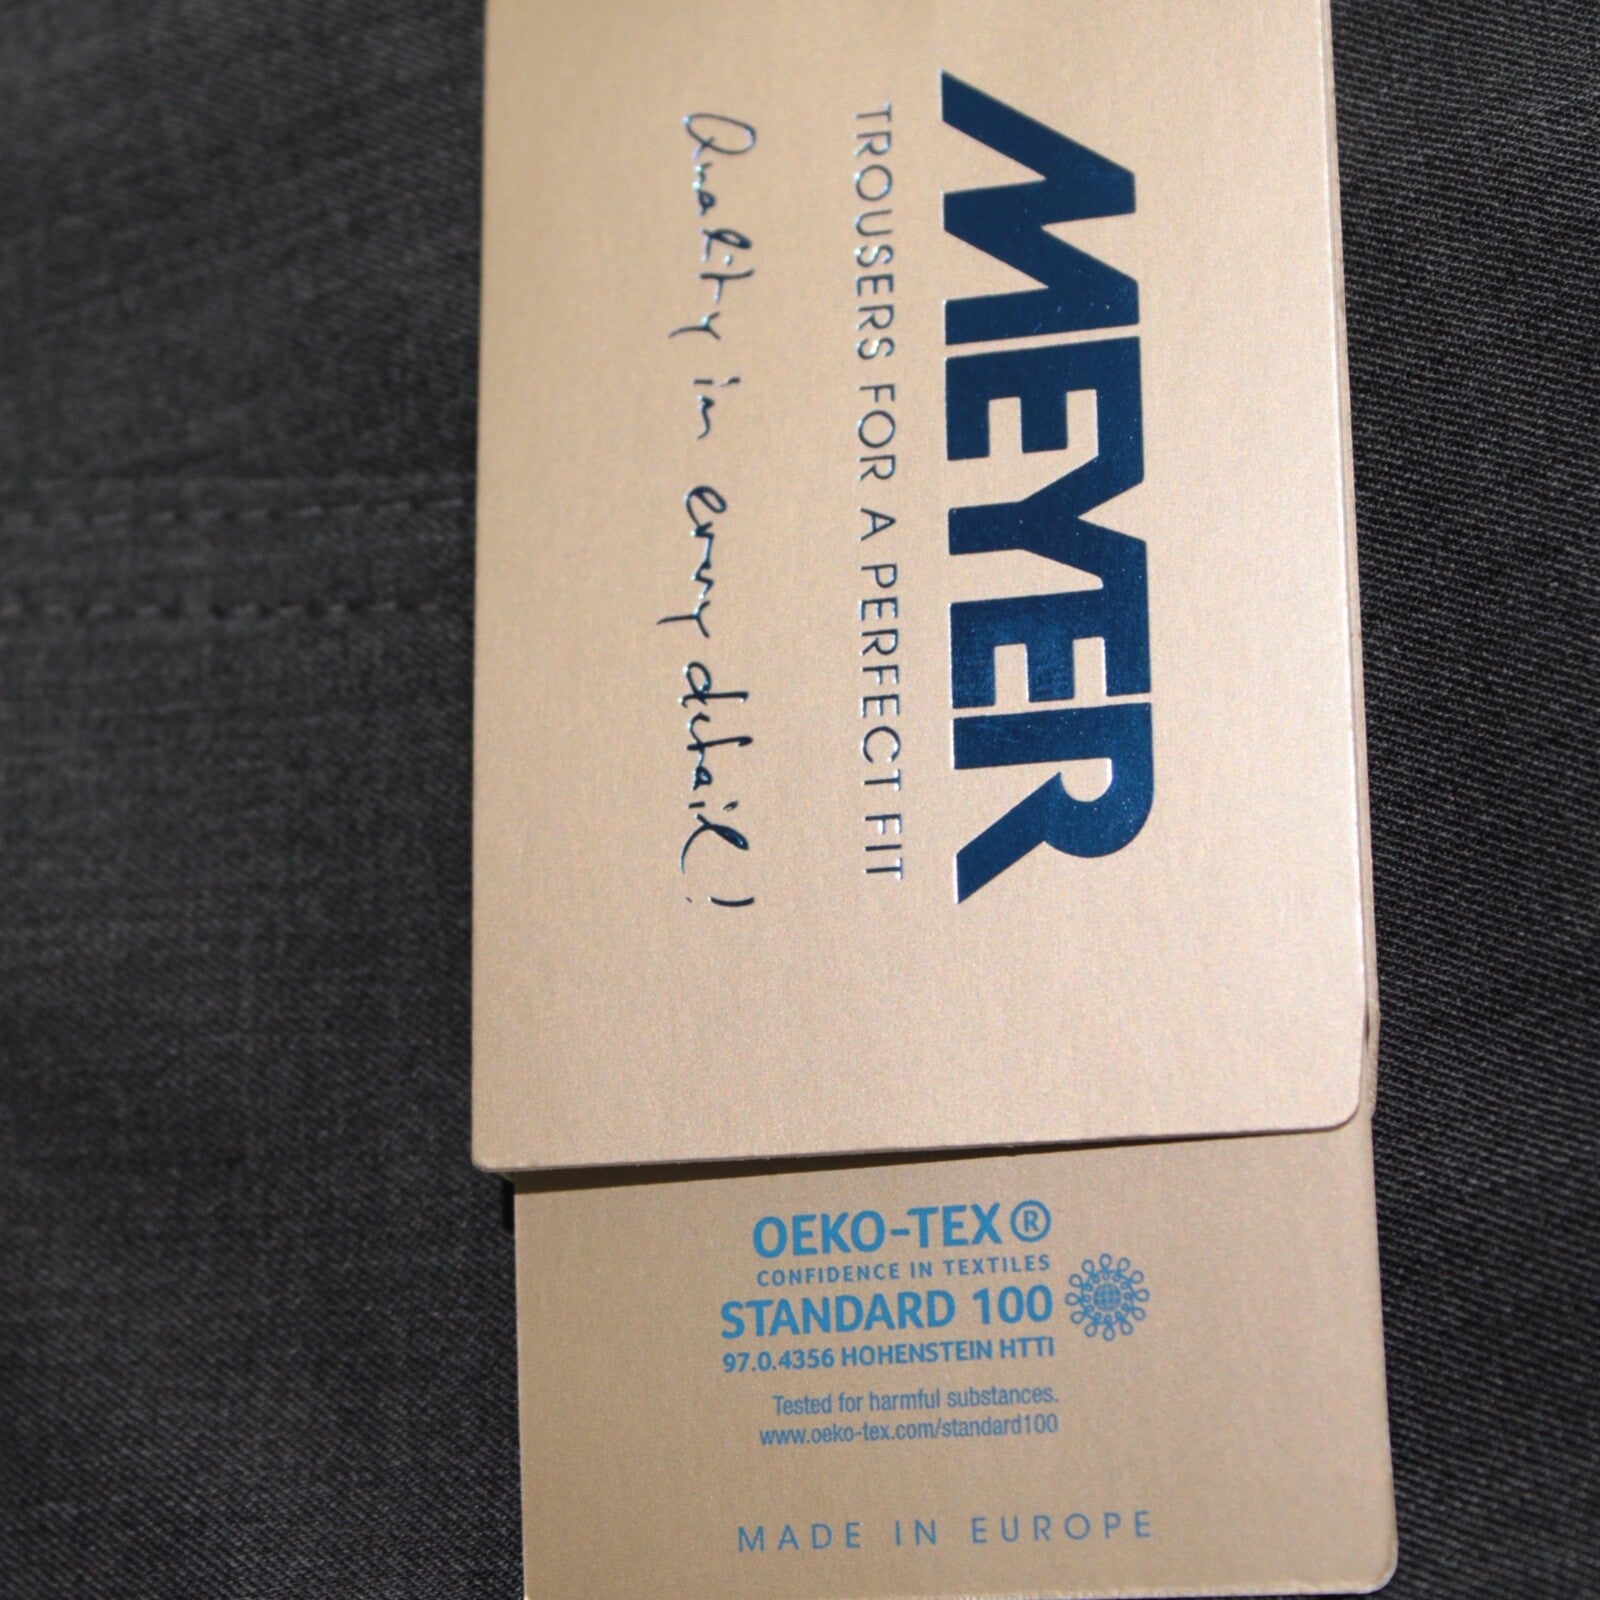 MEYER
TROUSERS FOR A PERFECT FIT
Quality in every detail!
OEKO-TEX®
CONFIDENCE IN TEXTILES
STANDARD 100
97.0.4356 HOHENSTEIN HTTI
Tested for harmful substances.
www.oeko-tex.com/standard100
MADE IN EUROPE